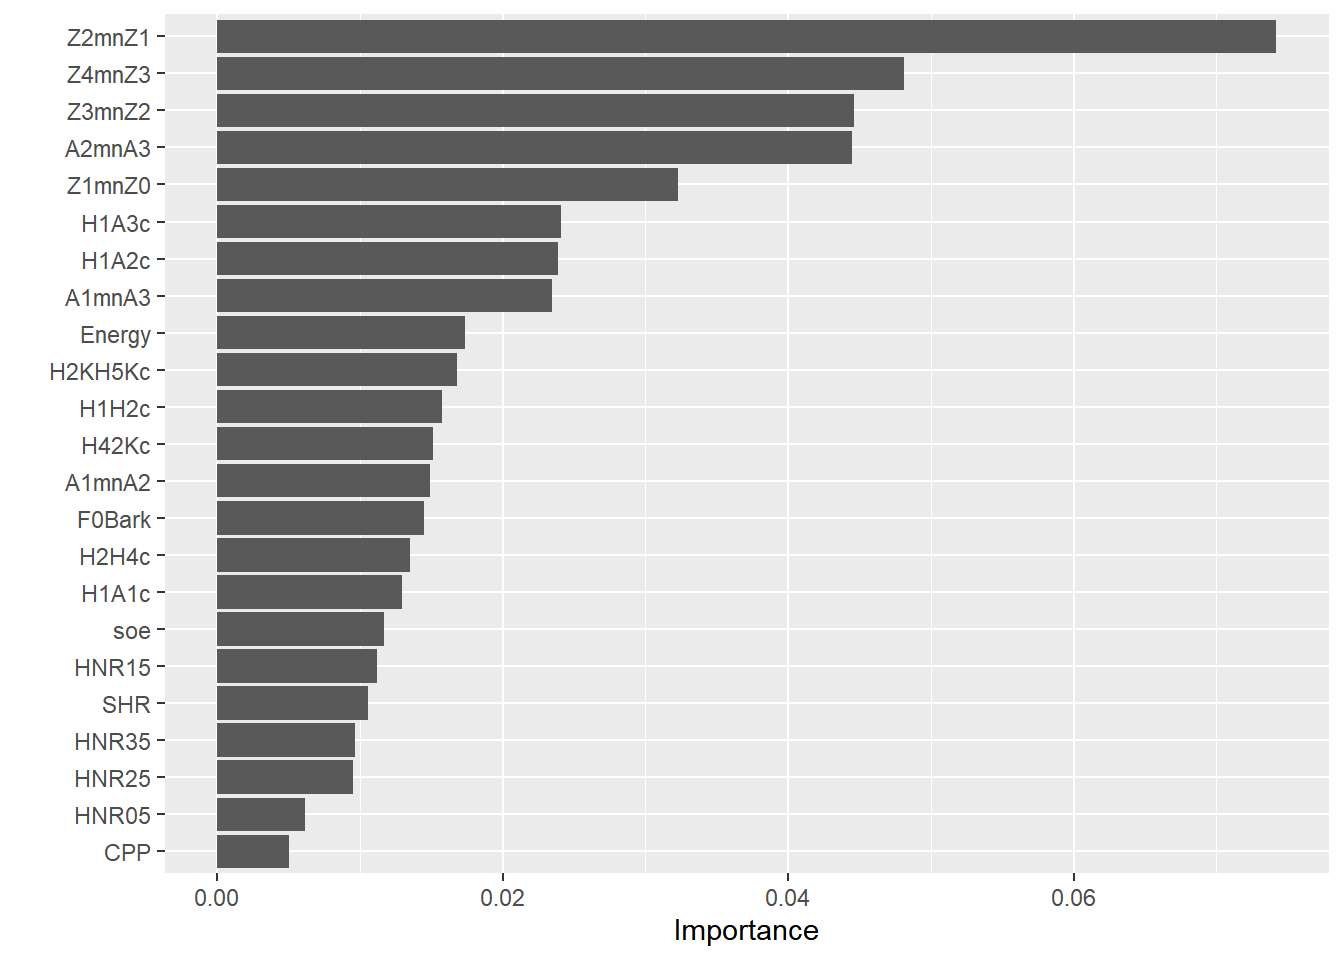 Z2mnZ1
Z4mnZ3
Z3mnZ2
A2mnA3
Z1mnZ0
H1A3c
H1A2c
A1mnA3
Energy
H2KH5Kc
H1H2c
H42Kc
A1mnA2
F0Bark
H2H4c
H1A1c
soe
HNR15
SHR
HNR35
HNR25
HNR05
CPP
0.00 0.02 0.04 0.06
Importance